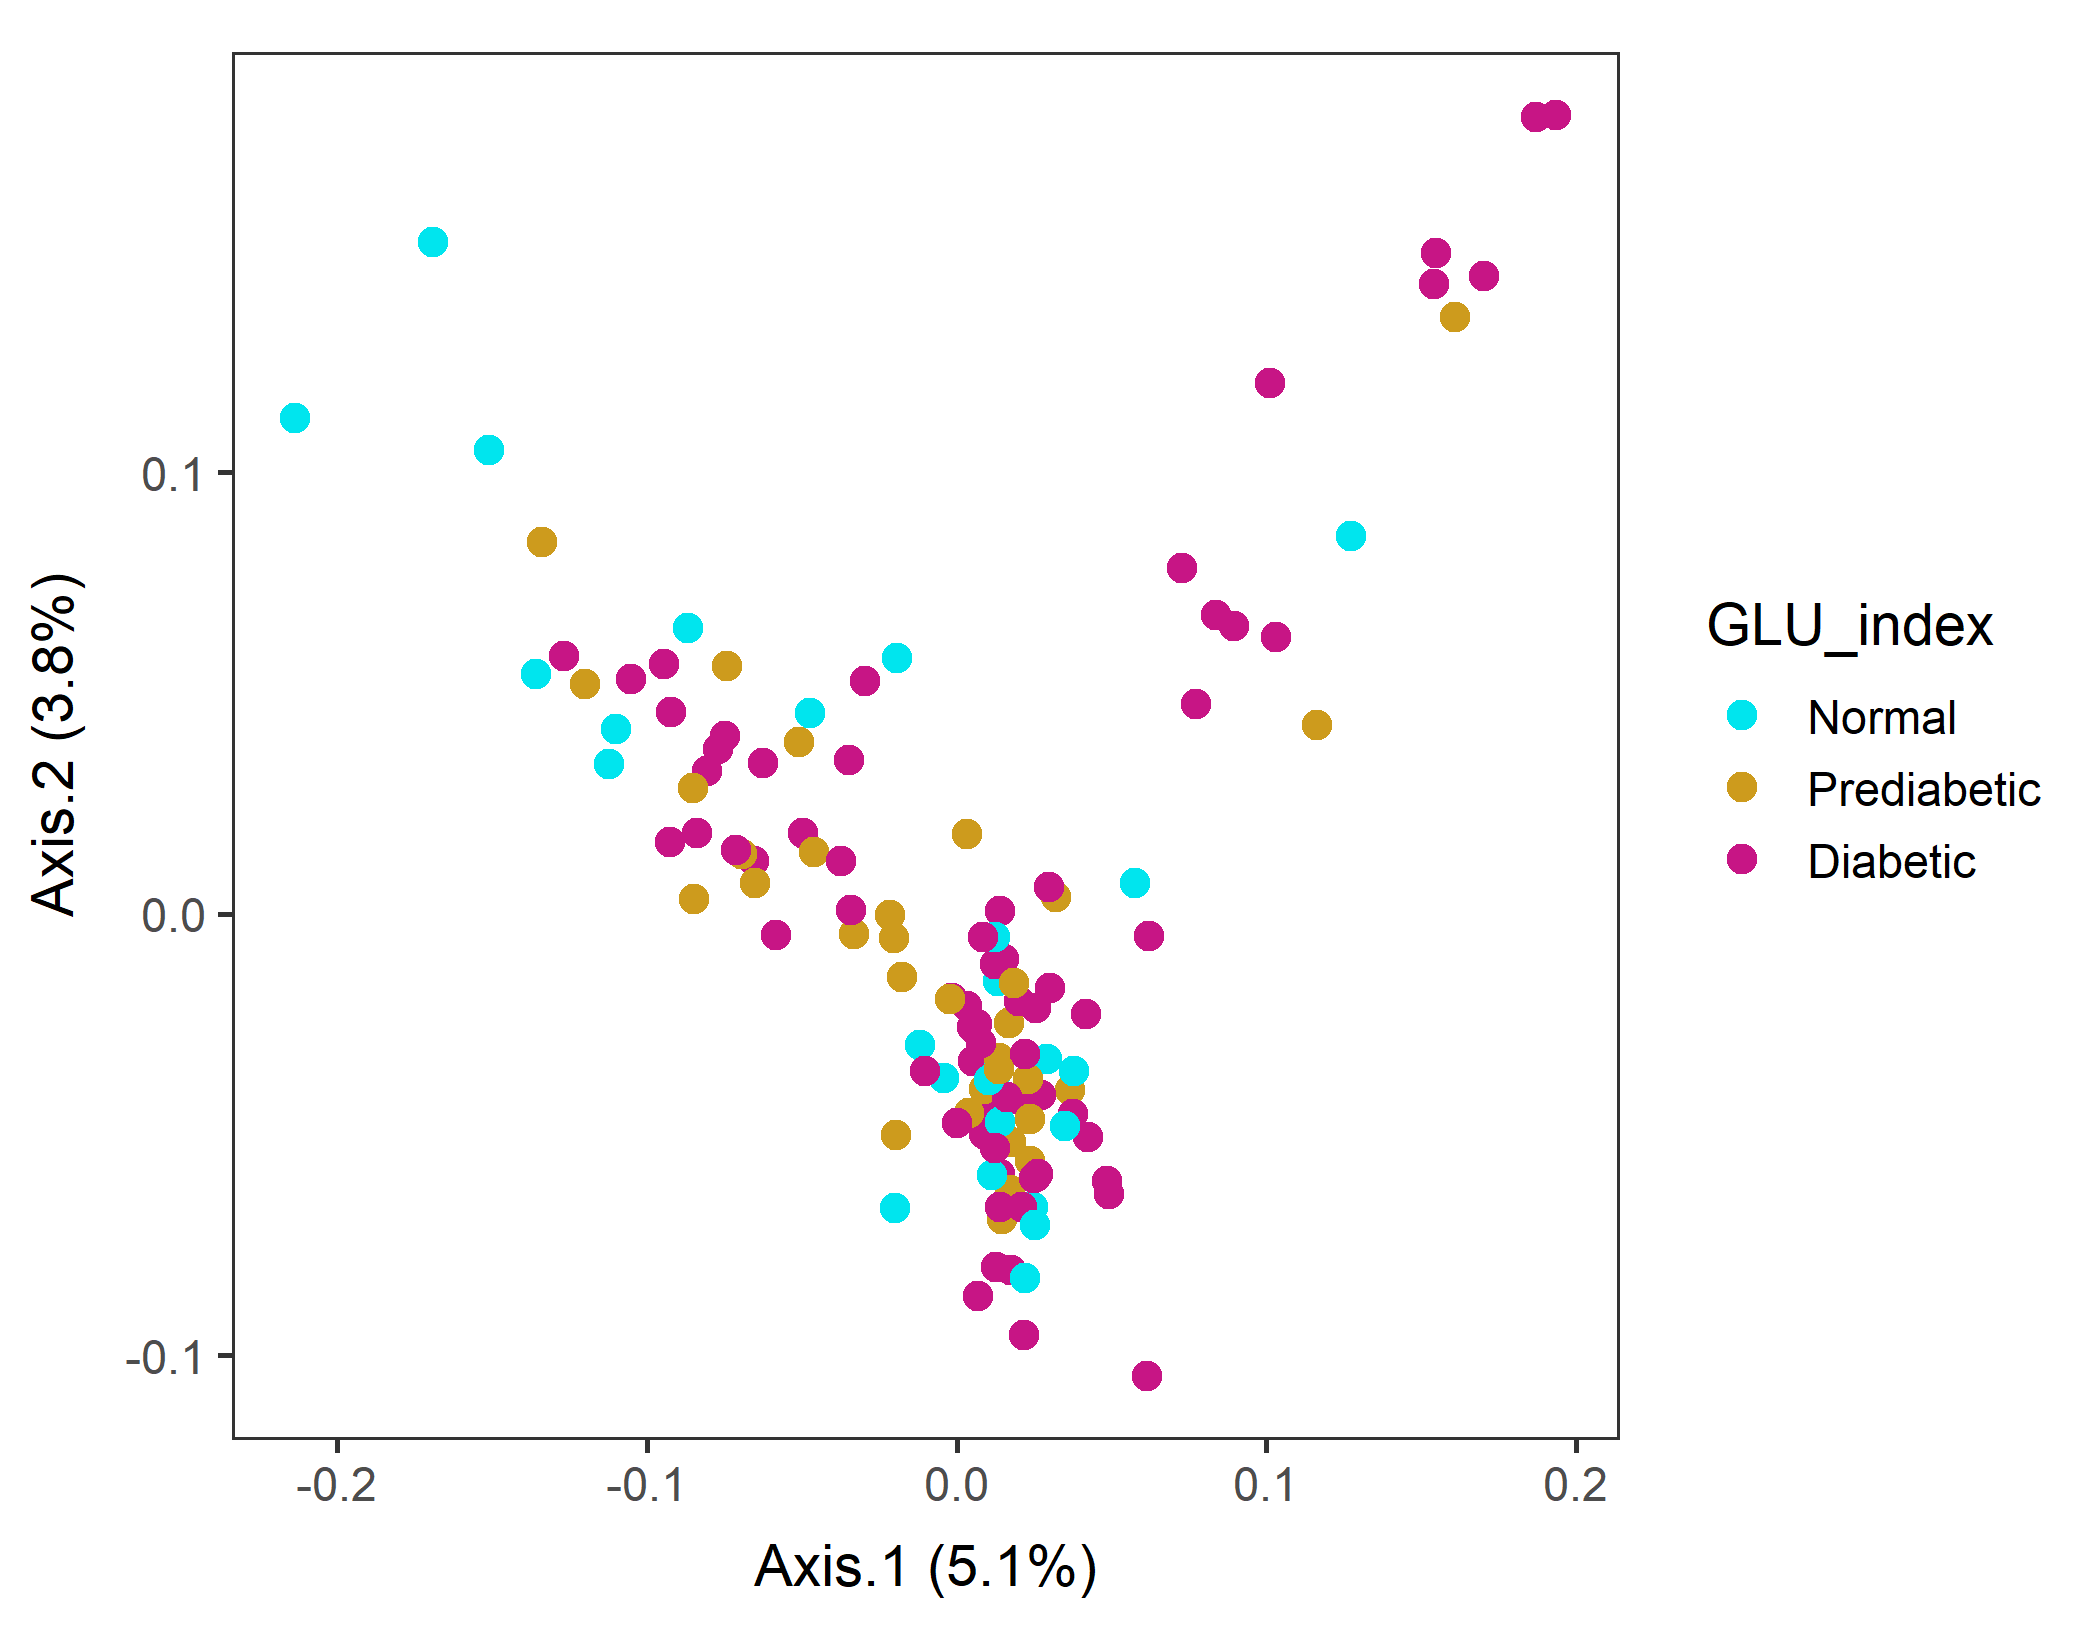 0.1
0.0
-0.1
Axis.2 (3.8%)
-0.2
-0.1
0.0
0.1
0.2
Axis.1 (5.1%)
GLU_index
Normal
Prediabetic
Diabetic